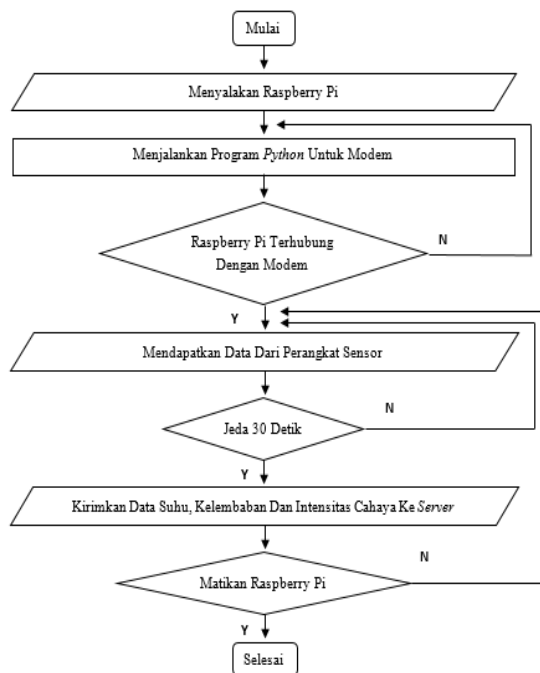 Mulai
Menyalakan Raspberry Pi
Menjalankan Program Python Untuk Modem
Raspberry Pi Terhubung
Dengan Modem
N
Y
Mendapatkan Data Dari Perangkat Sensor
N
Jeda 30 Detik
Y
Kirimkan Data Suhu, Kelembaban Dan Intensitas Cahaya Ke Server
N
Matikan Raspberry Pi
Y
Selesai